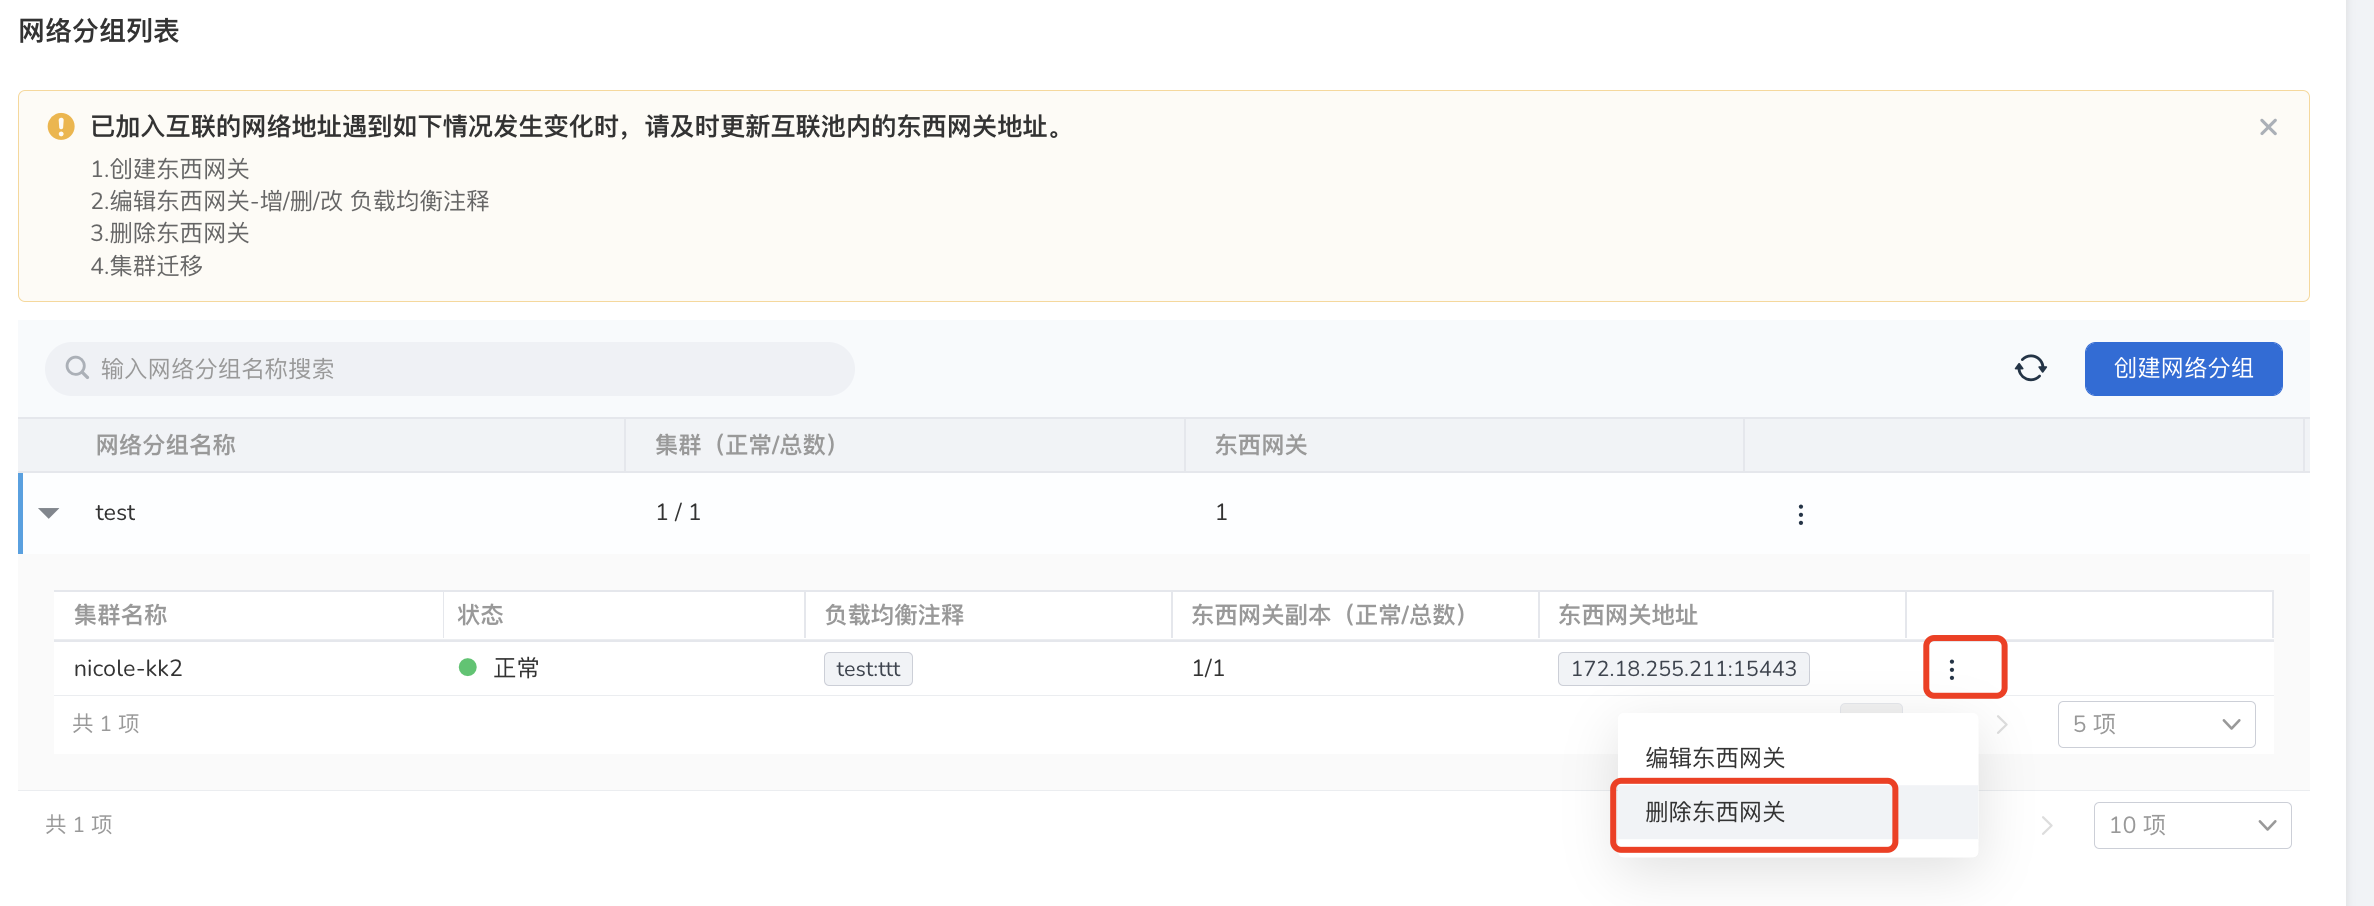 网络分组列表
已加入互联的网络地址遇到如下情况发生变化时，请及时更新互联池内的东西网关地址。
1.创建东西网关
2.编辑东西网关-增/删/改 负载均衡注释
3.删除东西网关
4.集群迁移
输入网络分组名称搜索
创建网络分组
网络分组名称 集群（正常/总数） 东西网关
test 1 / 1 1
集群名称 状态 负载均衡注释 东西网关副本（正常/总数） 东西网关地址
nicole-kk2 正常 test:ttt 1/1 172.18.255.211:15443
共 1 项 5 项
编辑东西网关
删除东西网关
共 1 项 10 项